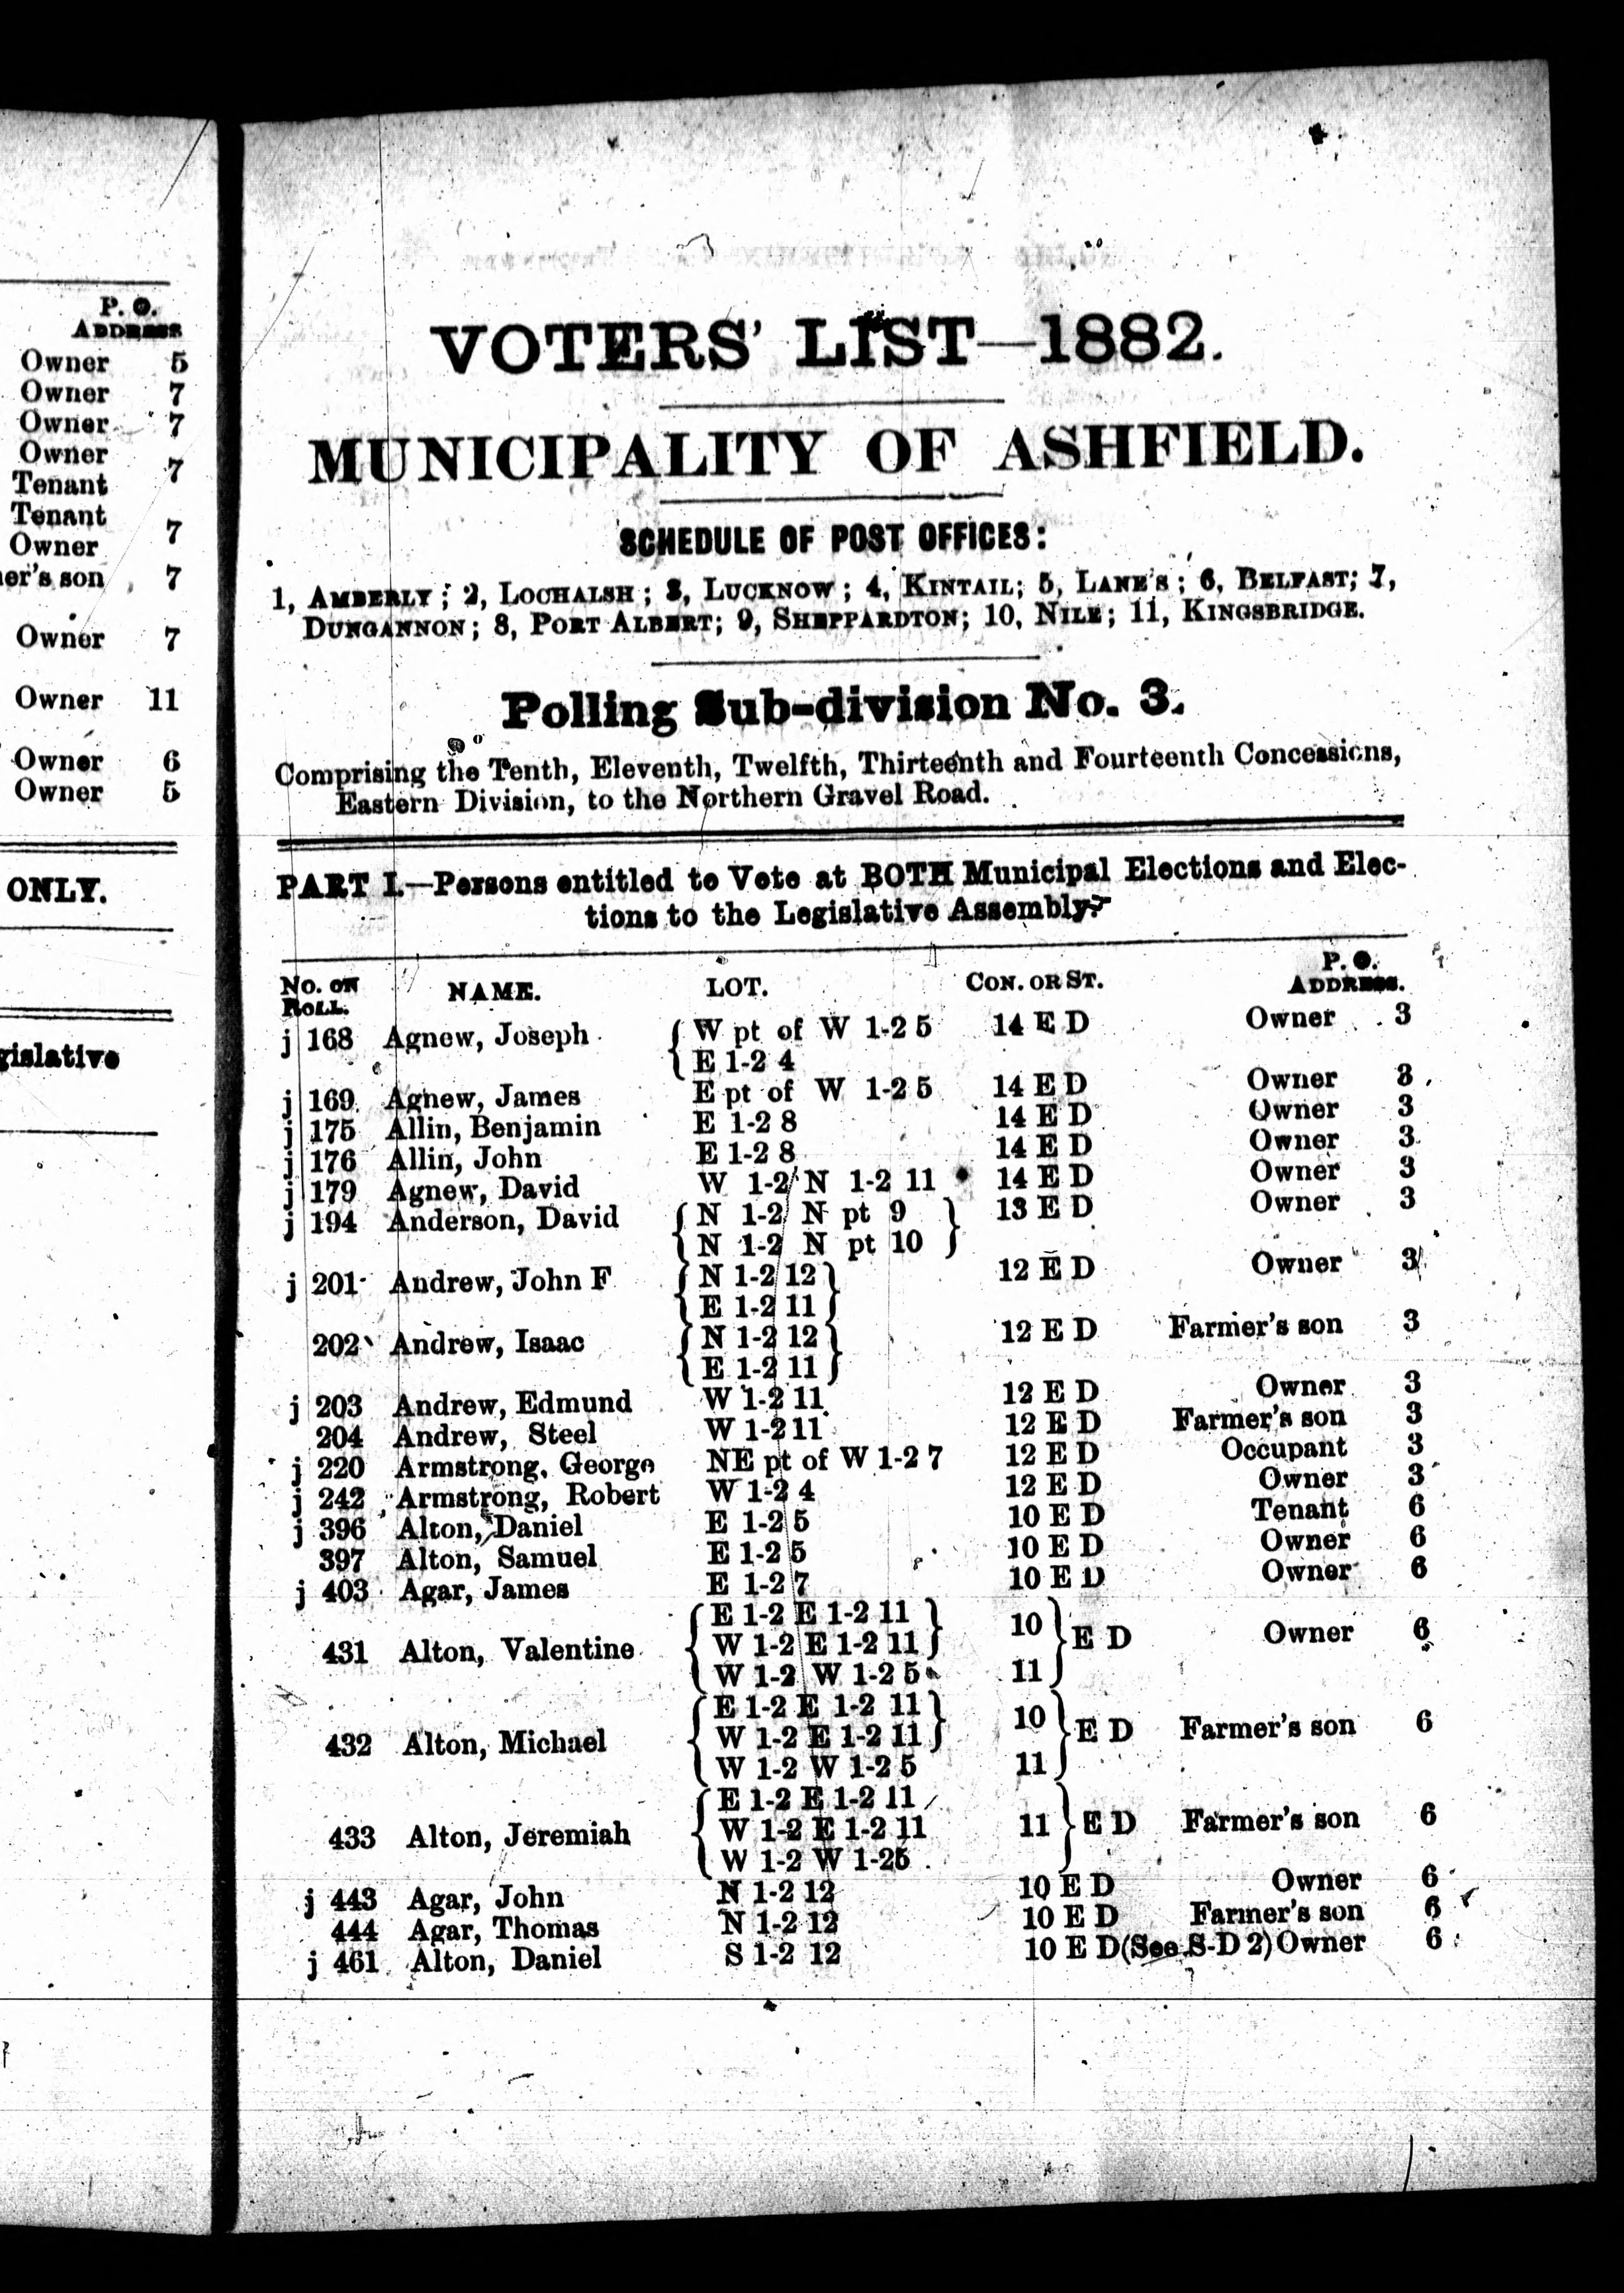 P. O.
ADDRESS
Owner 5
Owner 7
Owner 7
Owner
Tenant 7
Tenant
Owner 7
er's son 7
Owner 7
Owner 11
Owner 6
Owner 5
ONLY.
gislative
VOTERS' LIST—1882.
MUNICIPALITY OF ASHFIELD.
SCHEDULE OF POST OFFICES:
1, AMBERLY; 2, LOCHALSH; 3, LUCKNOW; 4, KINTAIL; 5, LANE'S; 6, BELFAST; 7,
DUNGANNON; 8, PORT ALBERT; 9, SHEPPARDTON; 10, NILE; 11, KINGSBRIDGE.
Polling Sub-division No. 3.
Comprising the Tenth, Eleventh, Twelfth, Thirteenth and Fourteenth Concessions,
Eastern Division, to the Northern Gravel Road.
PART I.—Persons entitled to Vote at BOTH Municipal Elections and Elec-
tions to the Legislative Assembly.
NO. ON ROLL. NAME. LOT. CON. OR ST. P. O. ADDRESS.
j 168 Agnew, Joseph { W pt of W 1-2 5 14 E D Owner 3
{ E 1-2 4
j 169 Agnew, James E pt of W 1-2 5 14 E D Owner 3
j 175 Allin, Benjamin E 1-2 8 14 E D Owner 3
j 176 Allin, John E 1-2 8 14 E D Owner 3
j 179 Agnew, David W 1-2 N 1-2 11 14 E D Owner 3
j 194 Anderson, David { N 1-2 N pt 9 } 13 E D Owner 3
{ N 1-2 N pt 10 }
j 201 Andrew, John F { N 1-2 12 } 12 E D Owner 3
{ E 1-2 11 }
202 Andrew, Isaac { N 1-2 12 } 12 E D Farmer's son 3
{ E 1-2 11 }
j 203 Andrew, Edmund W 1-2 11 12 E D Owner 3
204 Andrew, Steel W 1-2 11 12 E D Farmer's son 3
j 220 Armstrong, George NE pt of W 1-2 7 12 E D Occupant 3
j 242 Armstrong, Robert W 1-2 4 12 E D Owner 3
j 396 Alton, Daniel E 1-2 5 10 E D Tenant 6
397 Alton, Samuel E 1-2 5 10 E D Owner 6
j 403 Agar, James E 1-2 7 10 E D Owner 6
{ E 1-2 E 1-2 11 } 10 }
431 Alton, Valentine { W 1-2 E 1-2 11 } } E D Owner 6
{ W 1-2 W 1-2 5 11 }
{ E 1-2 E 1-2 11 } 10 }
432 Alton, Michael { W 1-2 E 1-2 11 } } E D Farmer's son 6
{ W 1-2 W 1-2 5 11 }
{ E 1-2 E 1-2 11
433 Alton, Jeremiah { W 1-2 E 1-2 11 11 } E D Farmer's son 6
{ W 1-2 W 1-25
j 443 Agar, John N 1-2 12 10 E D Owner 6
444 Agar, Thomas N 1-2 12 10 E D Farmer's son 6
j 461 Alton, Daniel S 1-2 12 10 E D (See S-D 2) Owner 6